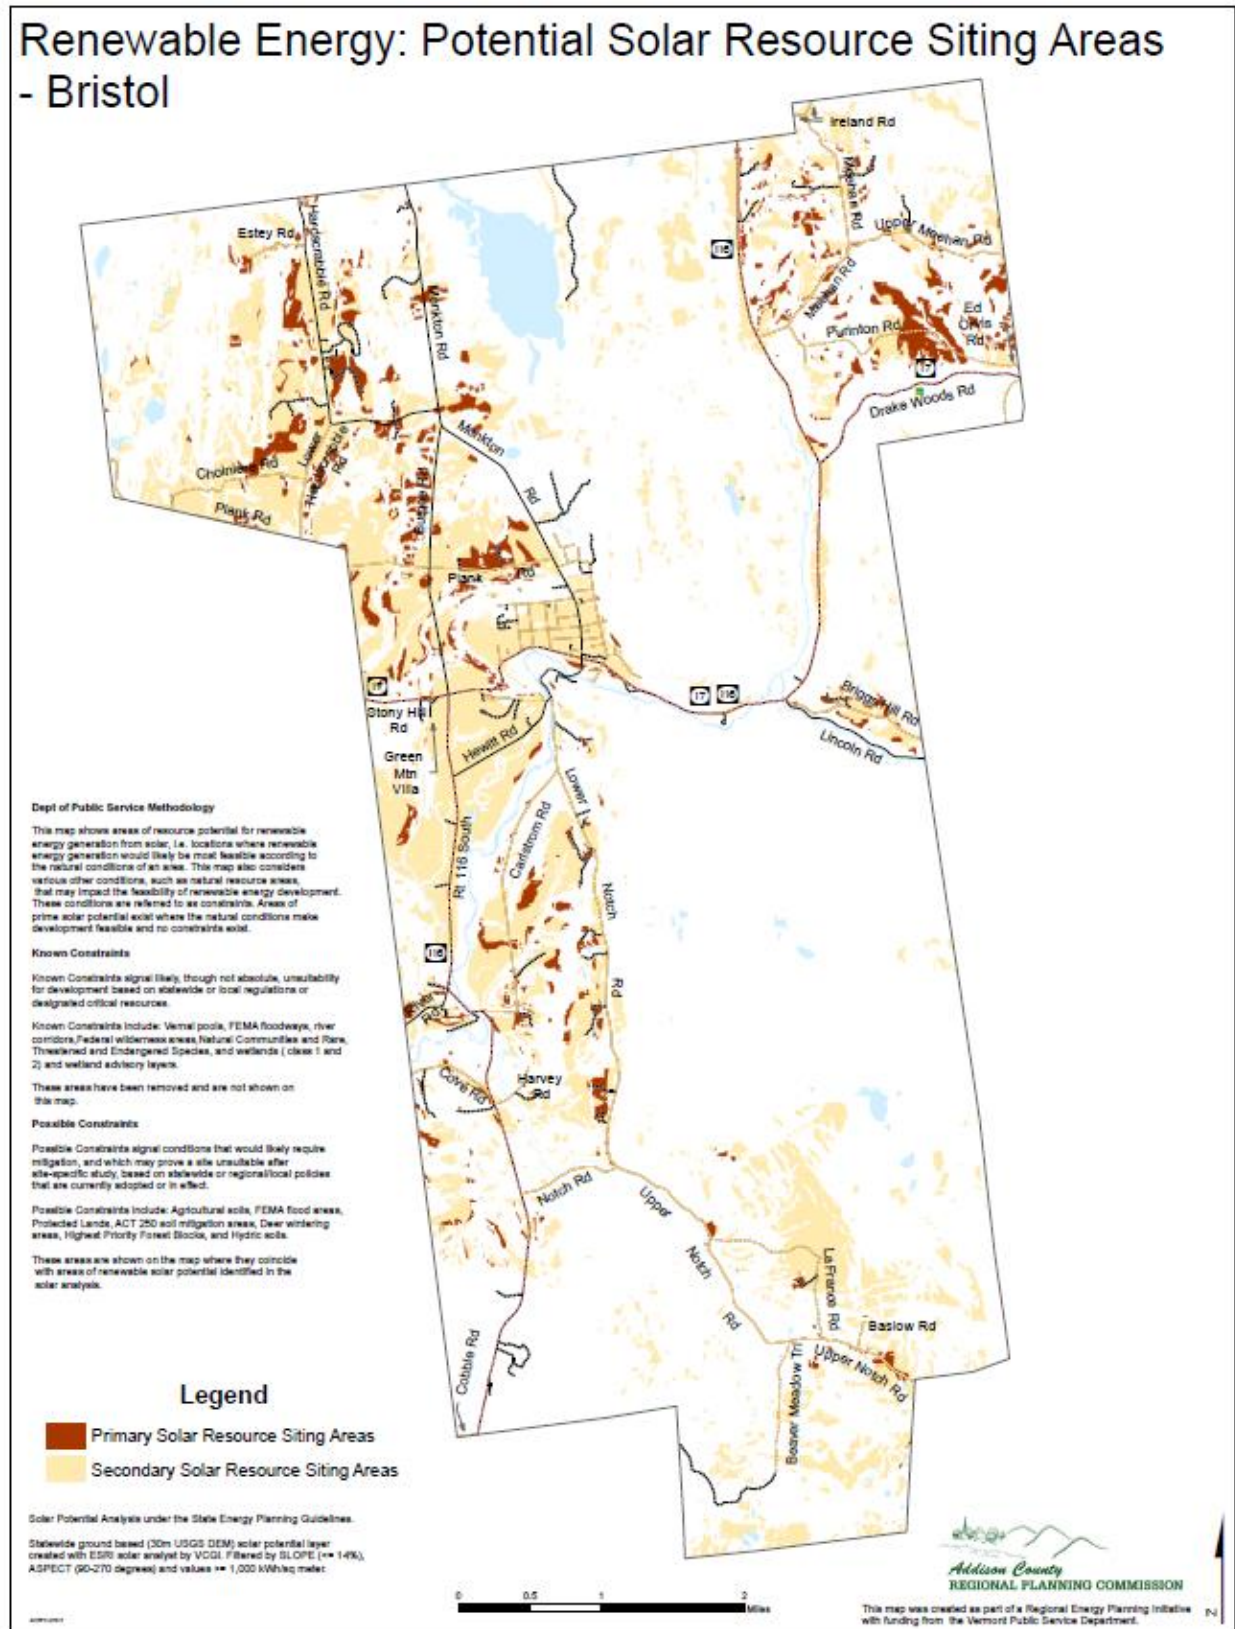 Renewable Energy: Potential Solar Resource Siting Areas
- Bristol
Ireland Rd
Meehan Rd
Upper Meehan Rd
116
Estey Rd
Hardscrabble Rd
Monkton Rd
Meehan Rd
Purinton Rd
Ed
Orvis
Rd
17
Drake Woods Rd
Monkton
Rd
Lower
Hardscrabble
Rd
Cholmiere Rd
Plank Rd
Plank
Rd
17
Stony Hill
Rd
17
116
Briggs Hill Rd
Lincoln Rd
Hewitt Rd
Green
Mtn
Villa
Lower
Notch
Rd
Carlstrom Rd
Rt 116 South
116
River
Rd
Cove Rd
Harvey
Rd
Notch Rd
Upper
Notch
Rd
LaFrance Rd
Baslow Rd
Upper Notch Rd
Beaver Meadow Trl
Cobble Rd
Dept of Public Service Methodology
This map shows areas of resource potential for renewable
energy generation from solar, i.e. locations where renewable
energy generation would likely be most feasible according to
the natural conditions of an area. This map also considers
various other conditions, such as natural resource areas,
that may impact the feasibility of renewable energy development.
These conditions are referred to as constraints. Areas of
prime solar potential exist where the natural conditions make
development feasible and no constraints exist.
Known Constraints
Known Constraints signal likely, though not absolute, unsuitability
for development based on statewide or local regulations or
designated critical resources.
Known Constraints include: Vernal pools, FEMA floodways, river
corridors, Federal wilderness areas, Natural Communities and Rare,
Threatened and Endangered Species, and wetlands ( class 1 and
2) and wetland advisory layers.
These areas have been removed and are not shown on
this map.
Possible Constraints
Possible Constraints signal conditions that would likely require
mitigation, and which may prove a site unsuitable after
site-specific study, based on statewide or regional/local policies
that are currently adopted or in effect.
Possible Constraints include: Agricultural soils, FEMA flood areas,
Protected Lands, ACT 250 soil mitigation areas, Deer wintering
areas, Highest Priority Forest Blocks, and Hydric soils.
These areas are shown on the map where they coincide
with areas of renewable solar potential identified in the
solar analysis.
Legend
Primary Solar Resource Siting Areas
Secondary Solar Resource Siting Areas
Solar Potential Analysis under the State Energy Planning Guidelines.
Statewide ground based (30m USGS DEM) solar potential layer
created with ESRI solar analyst by VCGI. Filtered by SLOPE (<= 14%),
ASPECT (90-270 degrees) and values >= 1,000 kWh/sq meter
0 0.5 1 2
Miles
Addison County
REGIONAL PLANNING COMMISSION
This map was created as part of a Regional Energy Planning Initiative
with funding from the Vermont Public Service Department.
N